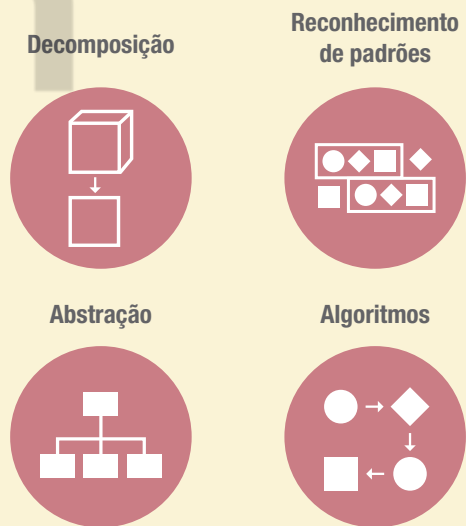 Decomposição
Reconhecimento
de padrões
Abstração
Algoritmos